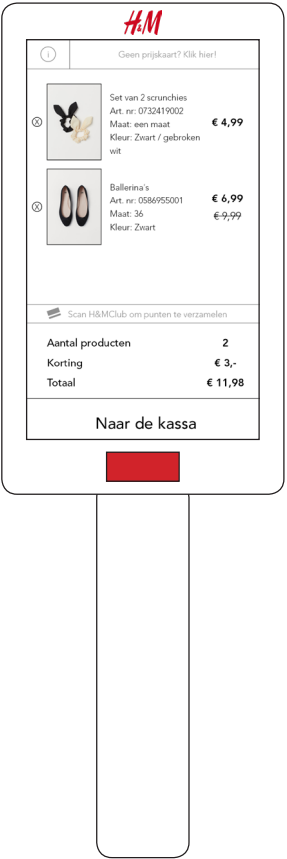 H&M
i
Geen prijskaart? Klik hier!
Set van 2 scrunchies
Art. nr: 0732419002
Maat: een maat
Kleur: Zwart / gebroken
wit
X
€ 4,99
Ballerina's
Art. nr: 0586955001
Maat: 36
Kleur: Zwart
X
€ 6,99
€ 9,99
Scan H&MClub om punten te verzamelen
Aantal producten 2
Korting € 3,-
Totaal € 11,98
Naar de kassa